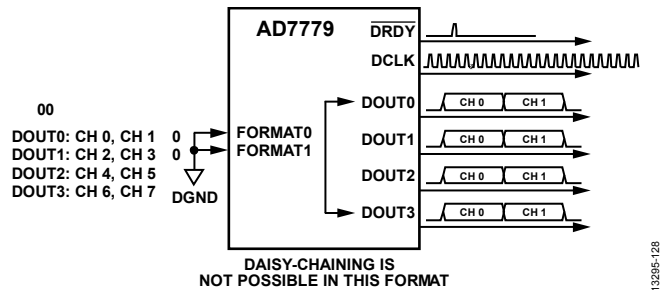 AD7779
DRDY
DCLK
00
DOUT0: CH 0, CH 1 0
DOUT1: CH 2, CH 3 0
DOUT2: CH 4, CH 5
DOUT3: CH 6, CH 7
DGND
FORMAT0
FORMAT1
DOUT0
CH 0 CH 1
DOUT1
CH 0 CH 1
DOUT2
CH 0 CH 1
DOUT3
CH 0 CH 1
DAISY-CHAINING IS
NOT POSSIBLE IN THIS FORMAT
13295-128